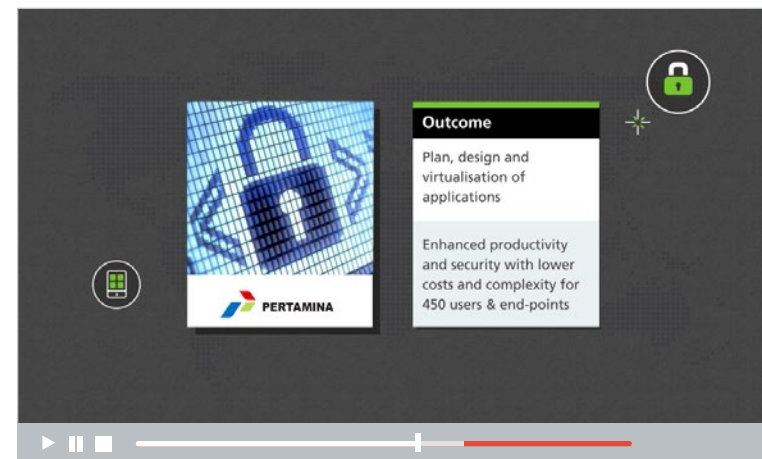 Outcome
Plan, design and
virtualisation of
applications
Enhanced productivity
and security with lower
costs and complexity for
450 users & end-points
PERTAMINA